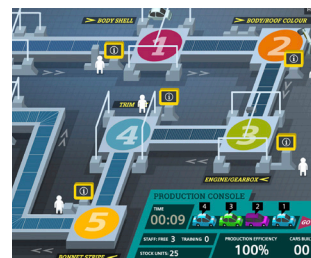 BODY SHELL
BODY/ROOF COLOUR
1
2
TRIM
4
3
ENGINE/GEARBOX
5
BONNET STRIPE
PRODUCTION CONSOLE
TIME
00:09
4 3 2 1
GO
STAFF: FREE 3 TRAINING 0
STOCK UNITS: 25
PRODUCTION EFFICIENCY
100%
CARS BUIL
00